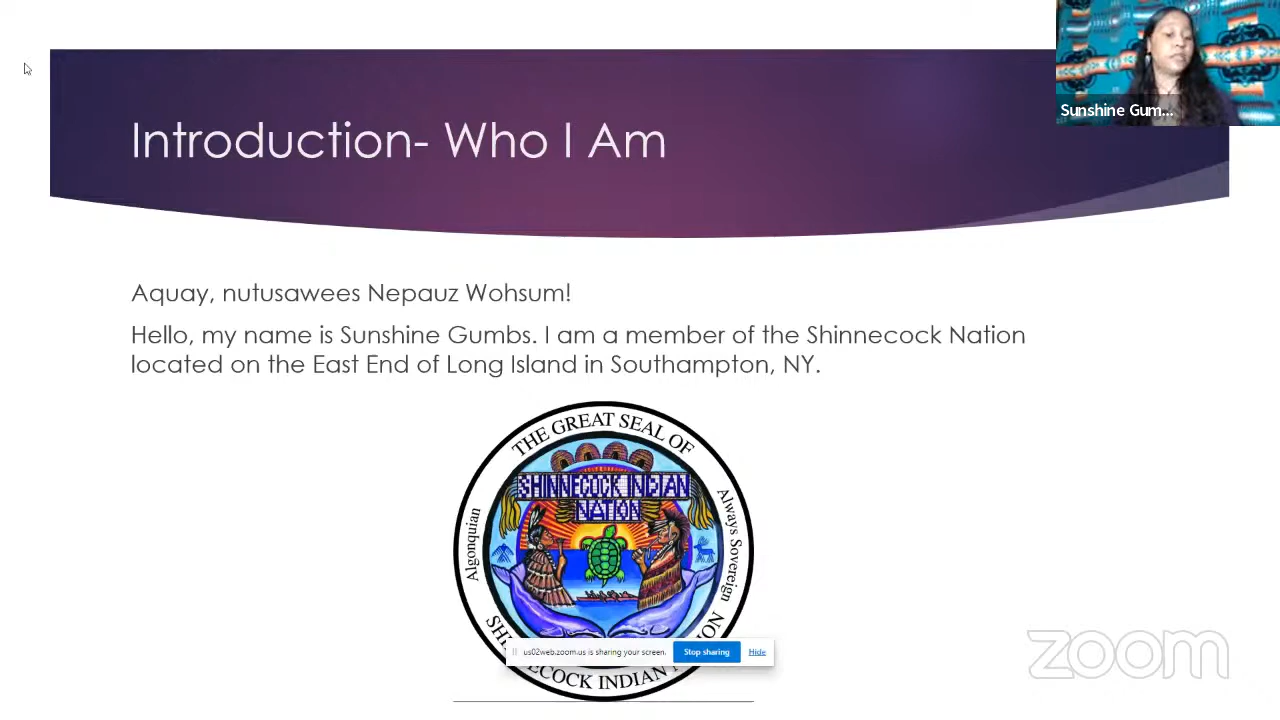 Sunshine Gum...
Introduction- Who I Am
Aquay, nutusawees Nepauz Wohsum!
Hello, my name is Sunshine Gumbs. I am a member of the Shinnecock Nation
located on the East End of Long Island in Southampton, NY.
THE GREAT SEAL OF
SHINNECOCK INDIAN
NATION
Algonquian
Always Sovereign
us02web.zoom.us is sharing your screen.
Stop sharing
Hide
INDIAN
zoom